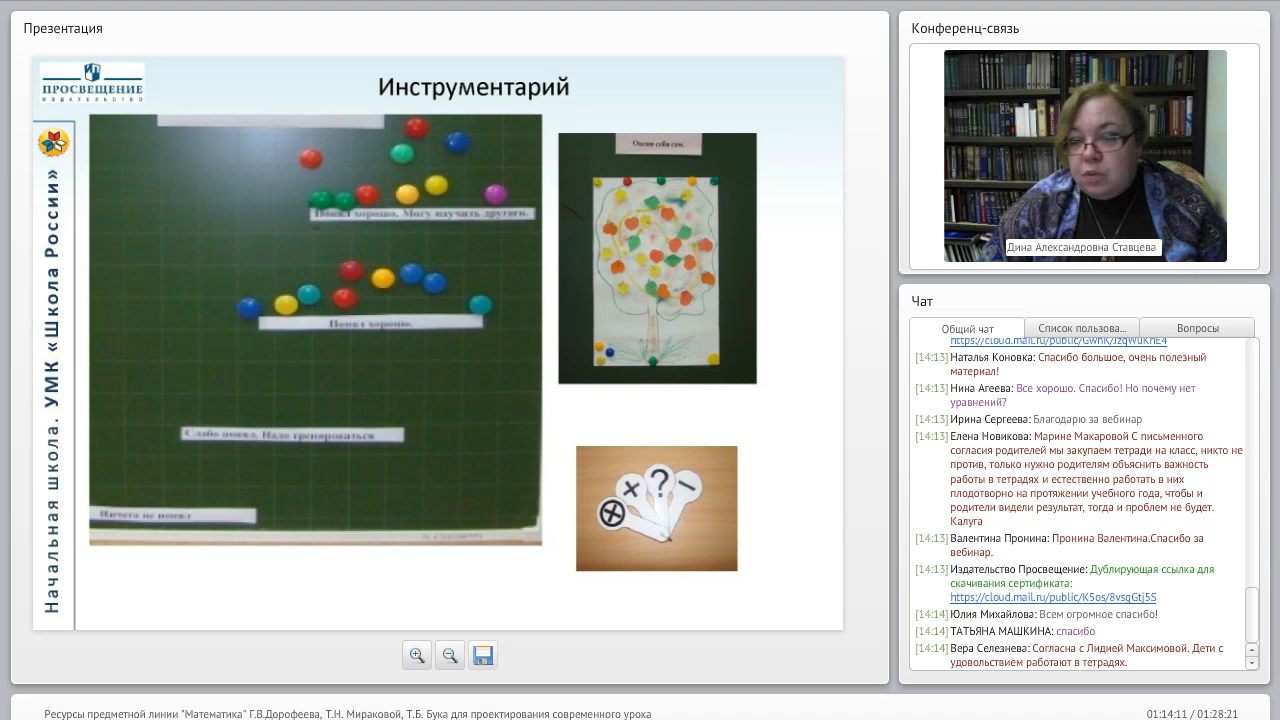 Презентация
ПРОСВЕЩЕНИЕ
ИЗДАТЕЛЬСТВО
Инструментарий
Начальная школа. УМК «Школа России»
Понял хорошо. Могу научить другого.
Понял хорошо.
Слабо понял. Надо тренироваться
Ничего не понял
Оцени себя сам.
+
?
−
Конференц-связь
Дина Александровна Ставцева
Чат
Общий чат
Список пользова...
Вопросы
[14:13] Наталья Коновка: Спасибо большое, очень полезный
материал!
[14:13] Нина Агеева: Все хорошо. Спасибо! Но почему нет
уравнений?
[14:13] Ирина Сергеева: Благодарю за вебинар
[14:13] Елена Новикова: Марине Макаровой С письменного
согласия родителей мы закупаем тетради на класс, никто не
против, только нужно родителям объяснить важность
работы в тетрадях и естественно работать в них
плодотворно на протяжении учебного года, чтобы и
родители видели результат, тогда и проблем не будет.
Калуга
[14:13] Валентина Пронина: Пронина Валентина.Спасибо за
вебинар.
[14:13] Издательство Просвещение: Дублирующая ссылка для
скачивания сертификата:
https://cloud.mail.ru/public/K5os/8vsgGtj5S
[14:14] Юлия Михайлова: Всем огромное спасибо!
[14:14] ТАТЬЯНА МАШКИНА: спасибо
[14:14] Вера Селезнева: Согласна с Лидией Максимовой. Дети с
удовольствием работают в тетрадях.
Ресурсы предметной линии "Математика" Г.В.Дорофеева, Т.Н. Мираковой, Т.Б. Бука для проектирования современного урока
01:14:11 / 01:28:21